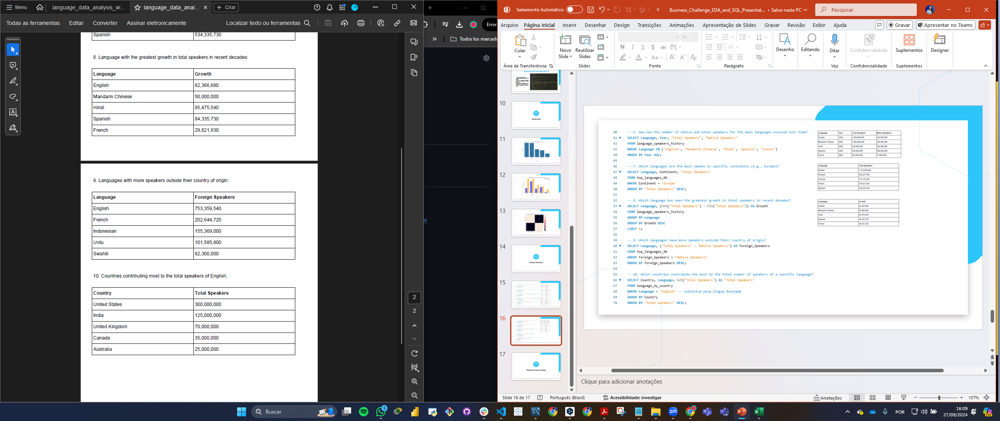 Menu
language_data_analysis_wi...
language_data_anal...
Criar
Todas as ferramentas
Editar
Converter
Assinar eletronicamente
Localizar texto ou ferramentas
Spanish 534,335,730
8. Language with the greatest growth in total speakers in recent decades:
Language Growth
English 82,366,680
Mandarin Chinese 50,000,000
Hindi 95,475,540
Spanish 84,335,730
French 29,821,930
9. Languages with more speakers outside their country of origin:
Language Foreign Speakers
English 753,359,540
French 202,644,720
Indonesian 155,369,000
Urdu 101,585,800
Swahili 82,300,000
10. Countries contributing most to the total speakers of English:
Country Total Speakers
United States 300,000,000
India 125,000,000
United Kingdom 70,000,000
Canada 35,000,000
Australia 25,000,000
2
2
Error
Todos los marcado
Salvamento Automático
Business_Challenge_EDA_and_SQL_Presentat... • Salvo neste PC
Pesquisar
Arquivo
Página Inicial
Inserir
Desenhar
Design
Transições
Animações
Apresentação de Slides
Gravar
Revisão
Exibir
Ajuda
Gravar
Apresentar no Teams
Colar
Novo Slide
Reutilizar Slides
14
N I S S ab AV
A Aa A A
Desenho
Editando
Ditar
Confidencialidade
Suplementos
Designer
Área de Transferência
Slides
Fonte
Parágrafo
Voz
Confidencialidade
Suplementos
10
11
12
13
14
15
16
17
Thank you for your attention!
40 -- 6. How has the number of native and total speakers for the main languages evolved over time?
41 SELECT Language, Year, "Total Speakers", "Native Speakers"
42 FROM language_speakers_history
43 WHERE Language IN ('English', 'Mandarin Chinese', 'Hindi', 'Spanish', 'French')
44 ORDER BY Year ASC;
45
46 -- 7. Which languages are the most spoken in specific continents (e.g., Europe)?
47 SELECT Language, Continent, "Total Speakers"
48 FROM top_languages_db
49 WHERE Continent = 'Europe'
50 ORDER BY "Total Speakers" DESC;
51
52 -- 8. Which language has seen the greatest growth in total speakers in recent decades?
53 SELECT Language, (MAX("Total Speakers") - MIN("Total Speakers")) AS Growth
54 FROM language_speakers_history
55 GROUP BY Language
56 ORDER BY Growth DESC
57 LIMIT 5;
58
59 -- 9. Which languages have more speakers outside their country of origin?
60 SELECT Language, ("Total Speakers" - "Native Speakers") AS Foreign_Speakers
61 FROM top_languages_db
62 WHERE Foreign_Speakers > "Native Speakers"
63 ORDER BY Foreign_Speakers DESC;
64
65 -- 10. Which countries contribute the most to the total number of speakers of a specific language?
66 SELECT Country, Language, SUM("Total Speakers") AS "Total Speakers"
67 FROM language_by_country
68 WHERE Language = 'English' -- Substitua pela língua desejada
69 GROUP BY Country
70 ORDER BY "Total Speakers" DESC;
Language Year Total Speakers Native Speakers
English 2000 1,050,000,000 360,000,000
Mandarin Chinese 2000 1,000,000,000 900,000,000
Hindi 2000 520,000,000 340,000,000
Spanish 2000 450,000,000 400,000,000
French 2000 250,000,000 75,000,000
Language Total Speakers
English 1,132,366,680
Russian 258,227,760
German 132,176,520
French 279,821,930
Spanish 534,335,730
Language Growth
English 82,366,680
Mandarin Chinese 50,000,000
Hindi 95,475,540
Spanish 84,335,730
French 29,821,930
Clique para adicionar anotações
Slide 16 de 17
Português (Brasil)
Acessibilidade: investigar
Anotações
107%
Buscar
5
zm
POR
16:09
27/09/2024
PRE